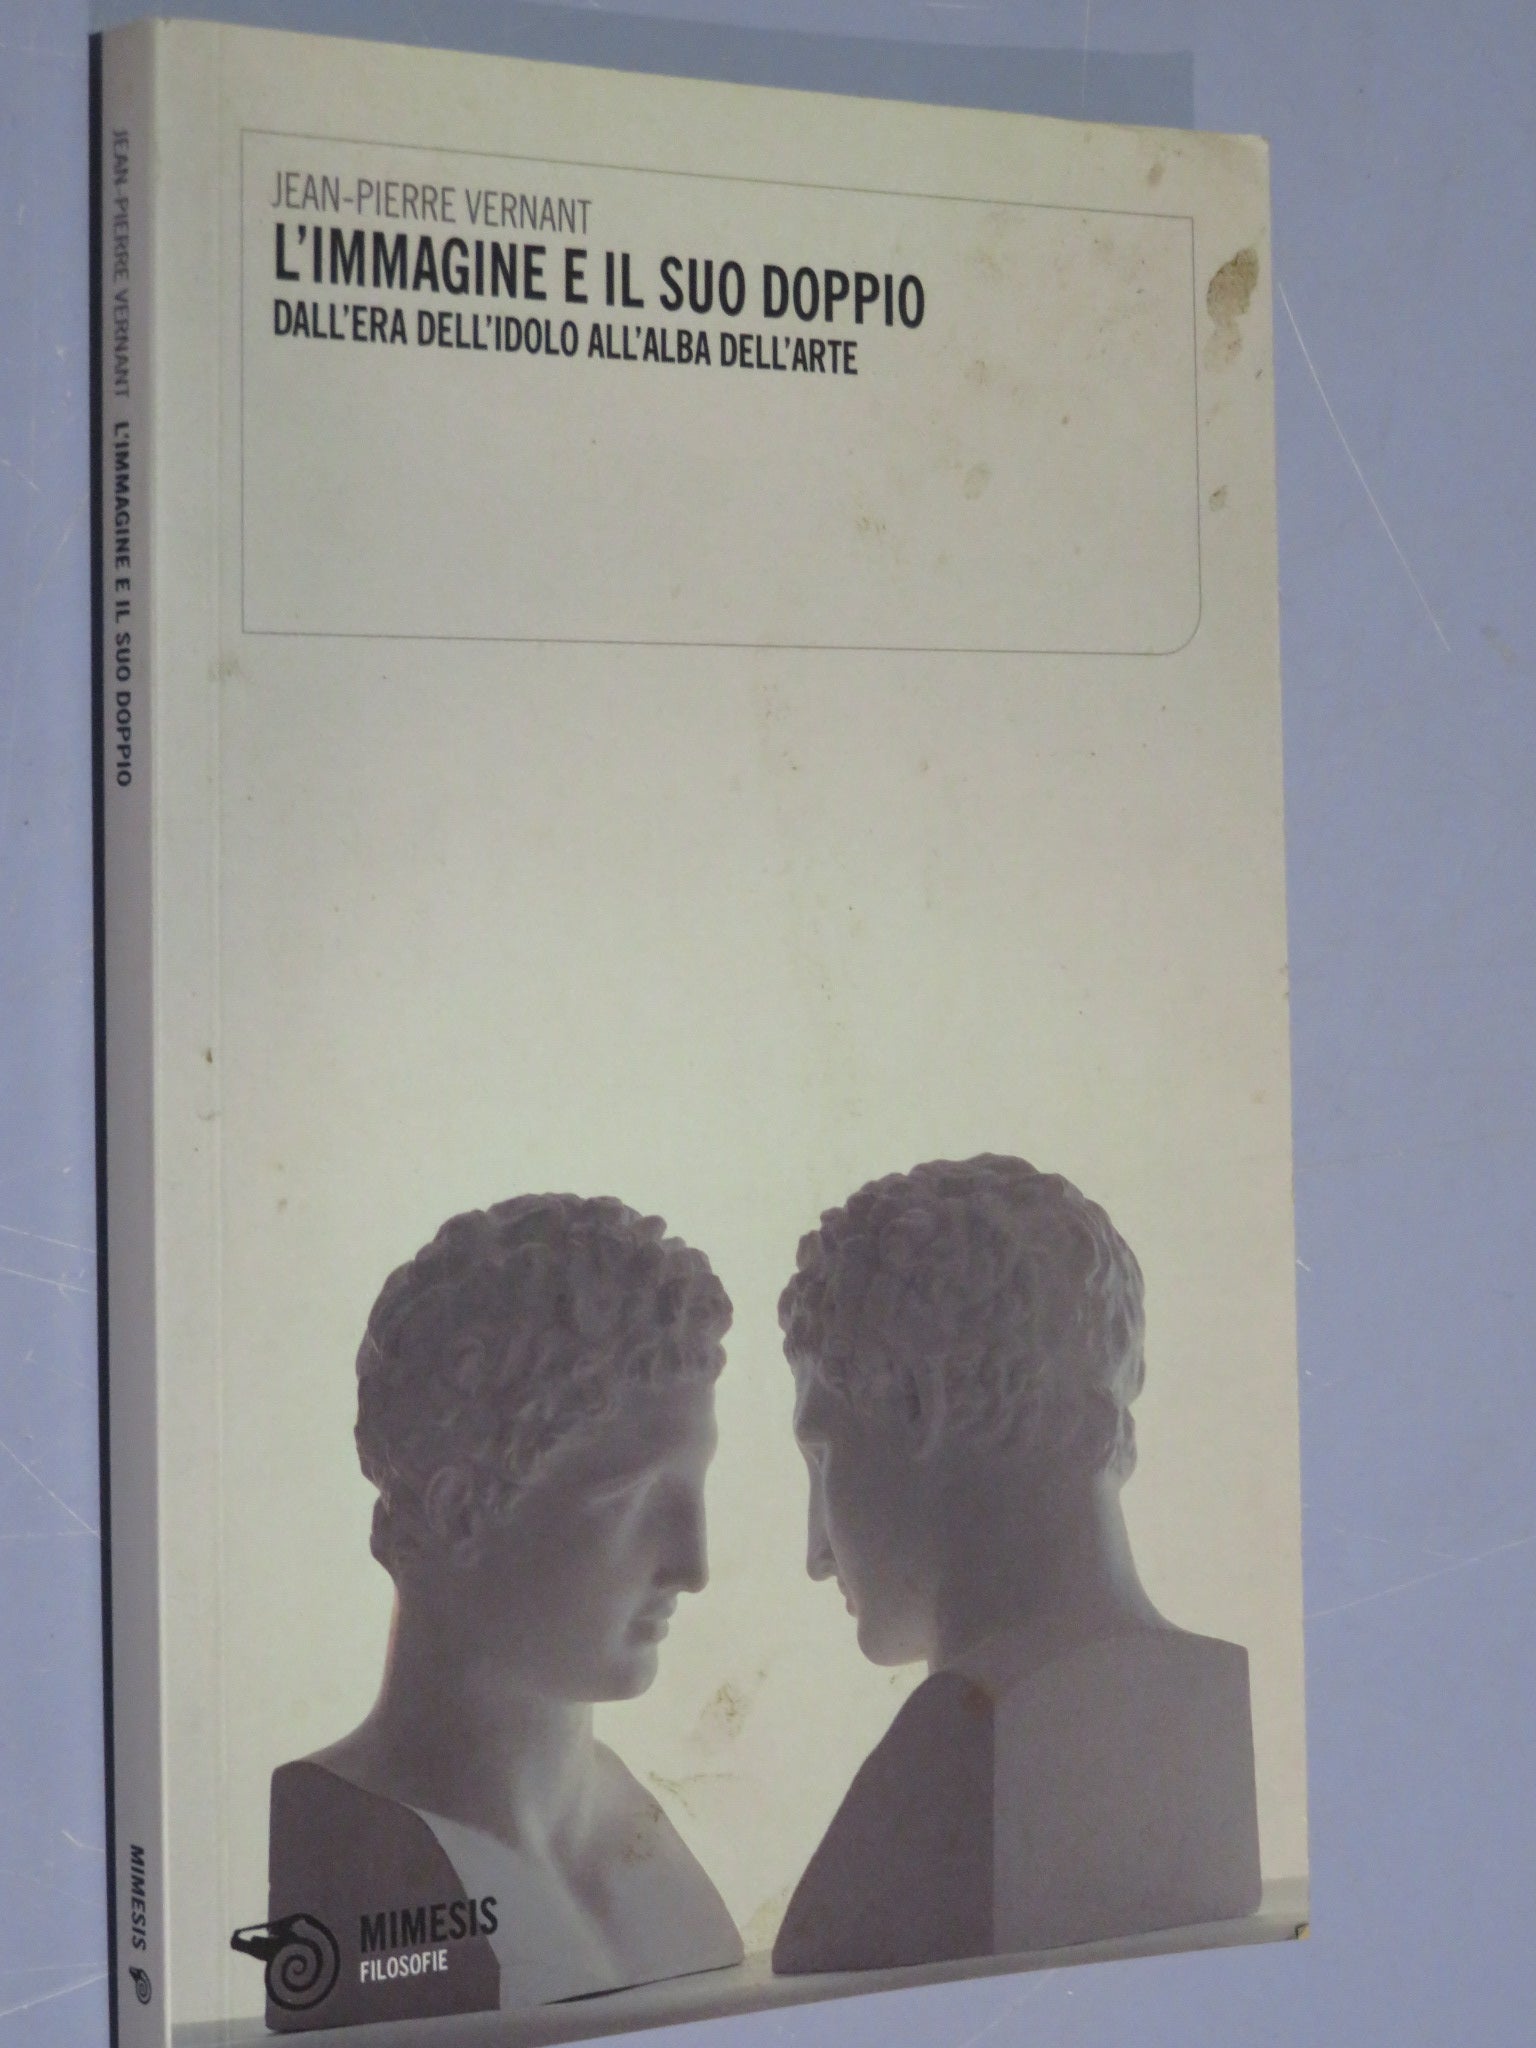 JEAN-PIERRE VERNANT
L'IMMAGINE E IL SUO DOPPIO
DALL'ERA DELL'IDOLO ALL'ALBA DELL'ARTE
JEAN-PIERRE VERNANT L'IMMAGINE E IL SUO DOPPIO MIMESIS
MIMESIS
FILOSOFIE